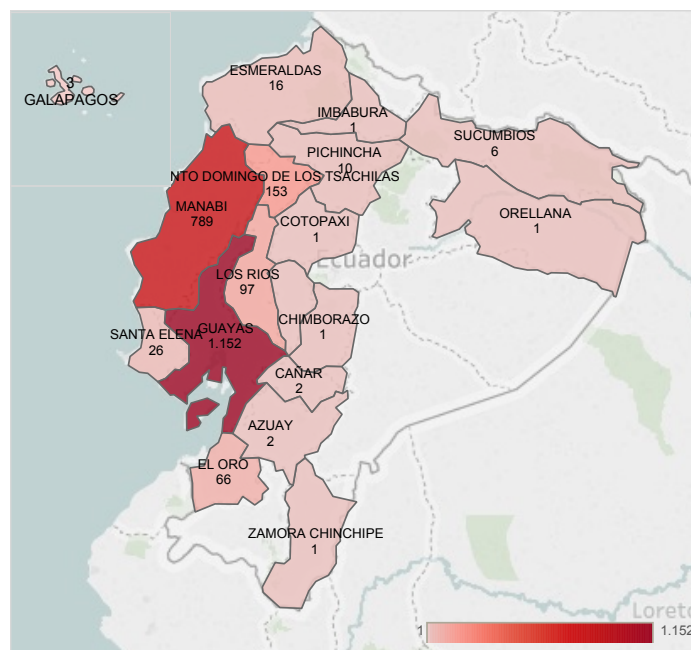 ESMERALDAS
16
3
GALAPAGOS
IMBABURA
1
SUCUMBIOS
6
PICHINCHA
10
NTO DOMINGO DE LOS TSACHILAS
153
MANABI
789
ORELLANA
1
COTOPAXI
1
Ecuador
LOS RIOS
97
CHIMBORAZO
1
SANTA ELENA
26
GUAYAS
1.152
CAÑAR
2
AZUAY
2
EL ORO
66
ZAMORA CHINCHIPE
1
Loreto
1
1.152